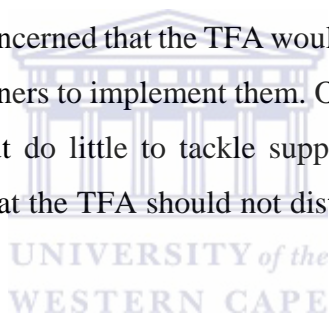 ncerned that the TFA woul
ners to implement them. O
t do little to tackle supp
at the TFA should not dist
UNIVERSITY of the
WESTERN CAPE